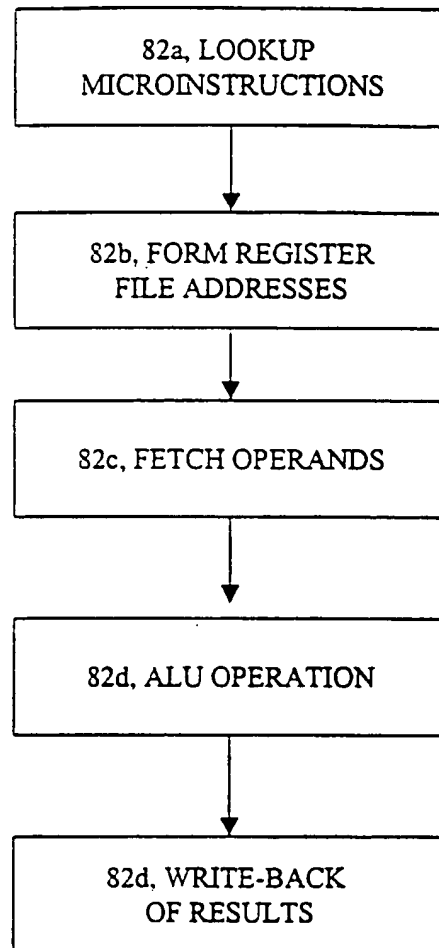 82a, LOOKUP
MICROINSTRUCTIONS
82b, FORM REGISTER
FILE ADDRESSES
82c, FETCH OPERANDS
82d, ALU OPERATION
82d, WRITE-BACK
OF RESULTS